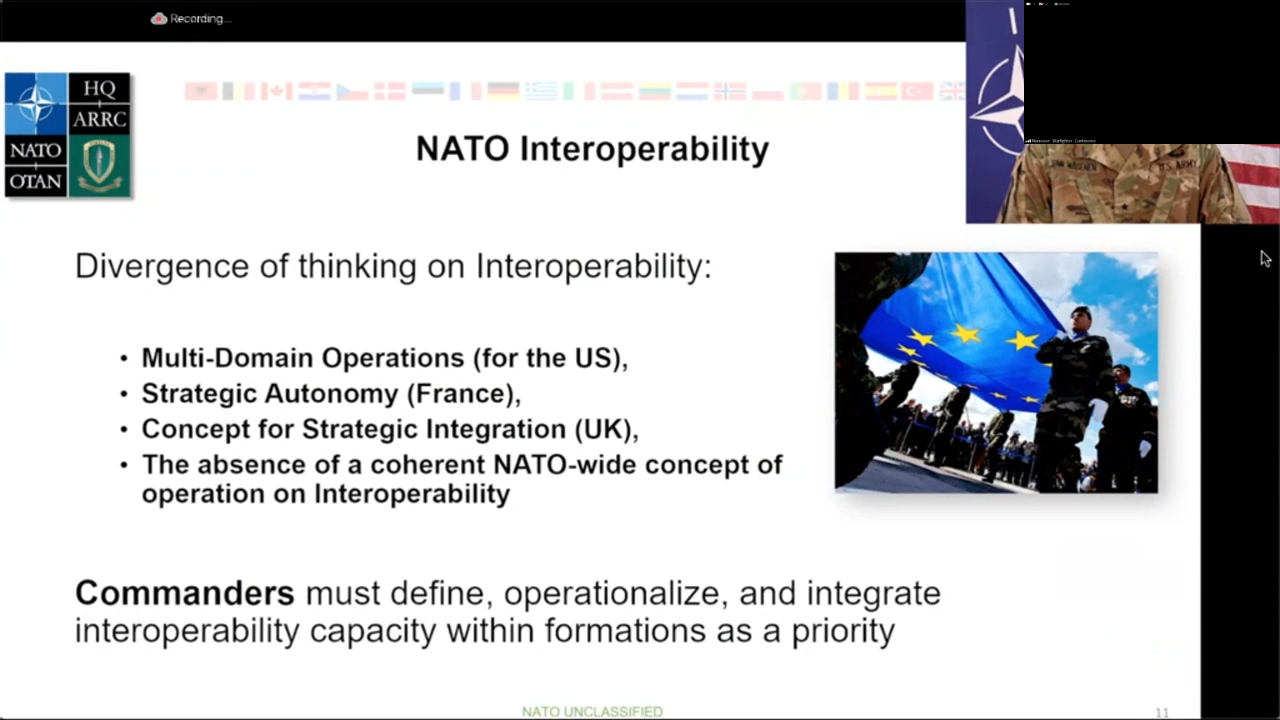 Recording...
HQ
ARRC
NATO
OTAN
NATO Interoperability
U.S. ARMY
Divergence of thinking on Interoperability:
• Multi-Domain Operations (for the US),
• Strategic Autonomy (France),
• Concept for Strategic Integration (UK),
• The absence of a coherent NATO-wide concept of
operation on Interoperability
Commanders must define, operationalize, and integrate
interoperability capacity within formations as a priority
NATO UNCLASSIFIED
11